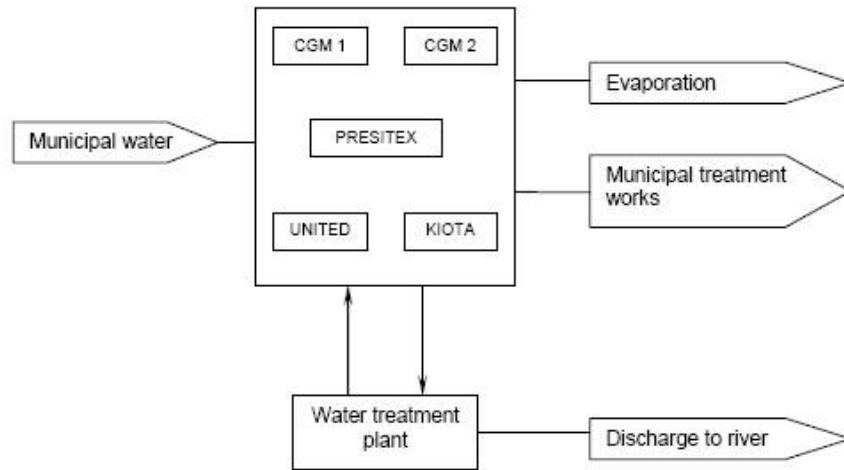 CGM 1
CGM 2
Evaporation
Municipal water
PRESITEX
Municipal treatment
works
UNITED
KIOTA
Water treatment
plant
Discharge to river